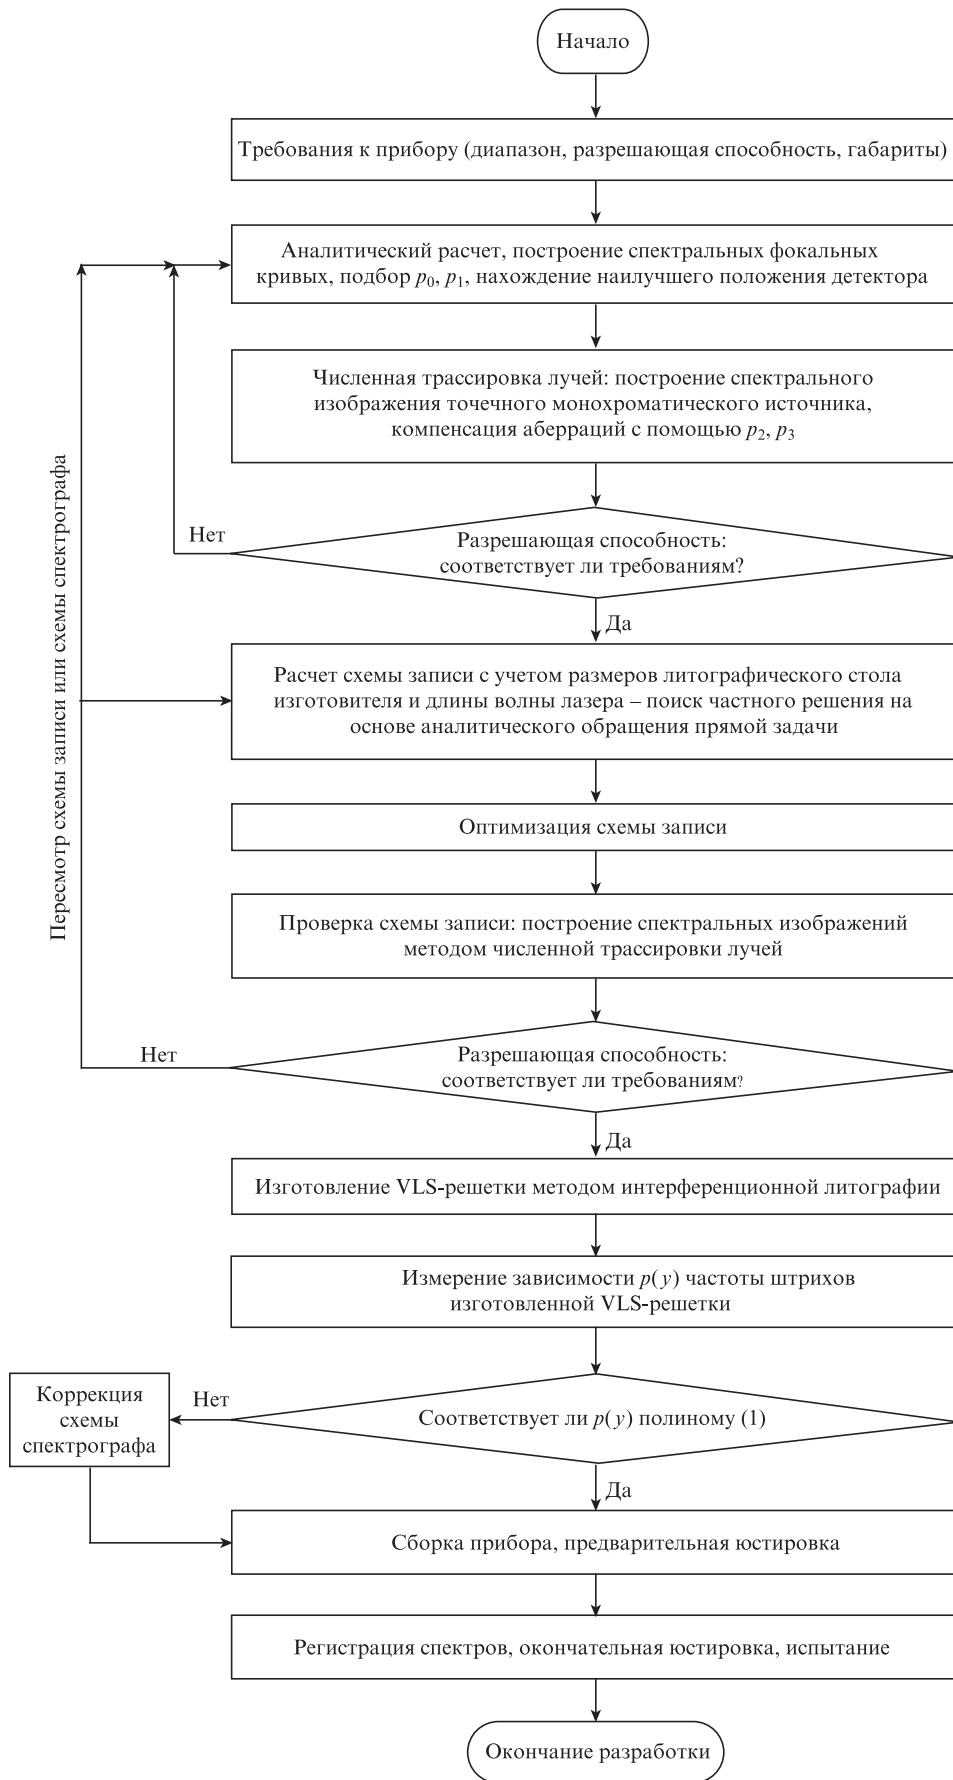 Начало
Требования к прибору (диапазон, разрешающая способность, габариты)
Аналитический расчет, построение спектральных фокальных
кривых, подбор p₀, p₁, нахождение наилучшего положения детектора
Численная трассировка лучей: построение спектрального
изображения точечного монохроматического источника,
компенсация аберраций с помощью p₂, p₃
Нет
Разрешающая способность:
соответствует ли требованиям?
Да
Пересмотр схемы записи или схемы спектрографа
Расчет схемы записи с учетом размеров литографического стола
изготовителя и длины волны лазера – поиск частного решения на
основе аналитического обращения прямой задачи
Оптимизация схемы записи
Проверка схемы записи: построение спектральных изображений
методом численной трассировки лучей
Нет
Разрешающая способность:
соответствует ли требованиям?
Да
Изготовление VLS-решетки методом интерференционной литографии
Измерение зависимости p(y) частоты штрихов
изготовленной VLS-решетки
Коррекция
схемы
спектрографа
Нет
Соответствует ли p(y) полиному (1)
Да
Сборка прибора, предварительная юстировка
Регистрация спектров, окончательная юстировка, испытание
Окончание разработки